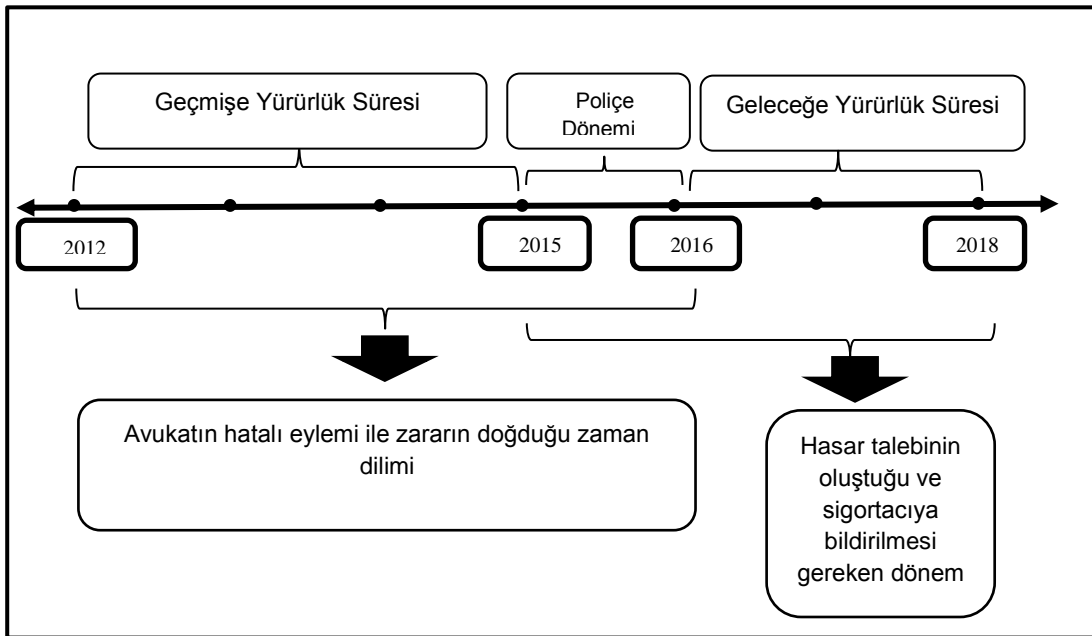 Geçmişe Yürürlük Süresi
Poliçe
Dönemi
Geleceğe Yürürlük Süresi
2012
2015
2016
2018
Avukatın hatalı eylemi ile zararın doğduğu zaman
dilimi
Hasar talebinin
oluştuğu ve
sigortacıya
bildirilmesi
gereken dönem